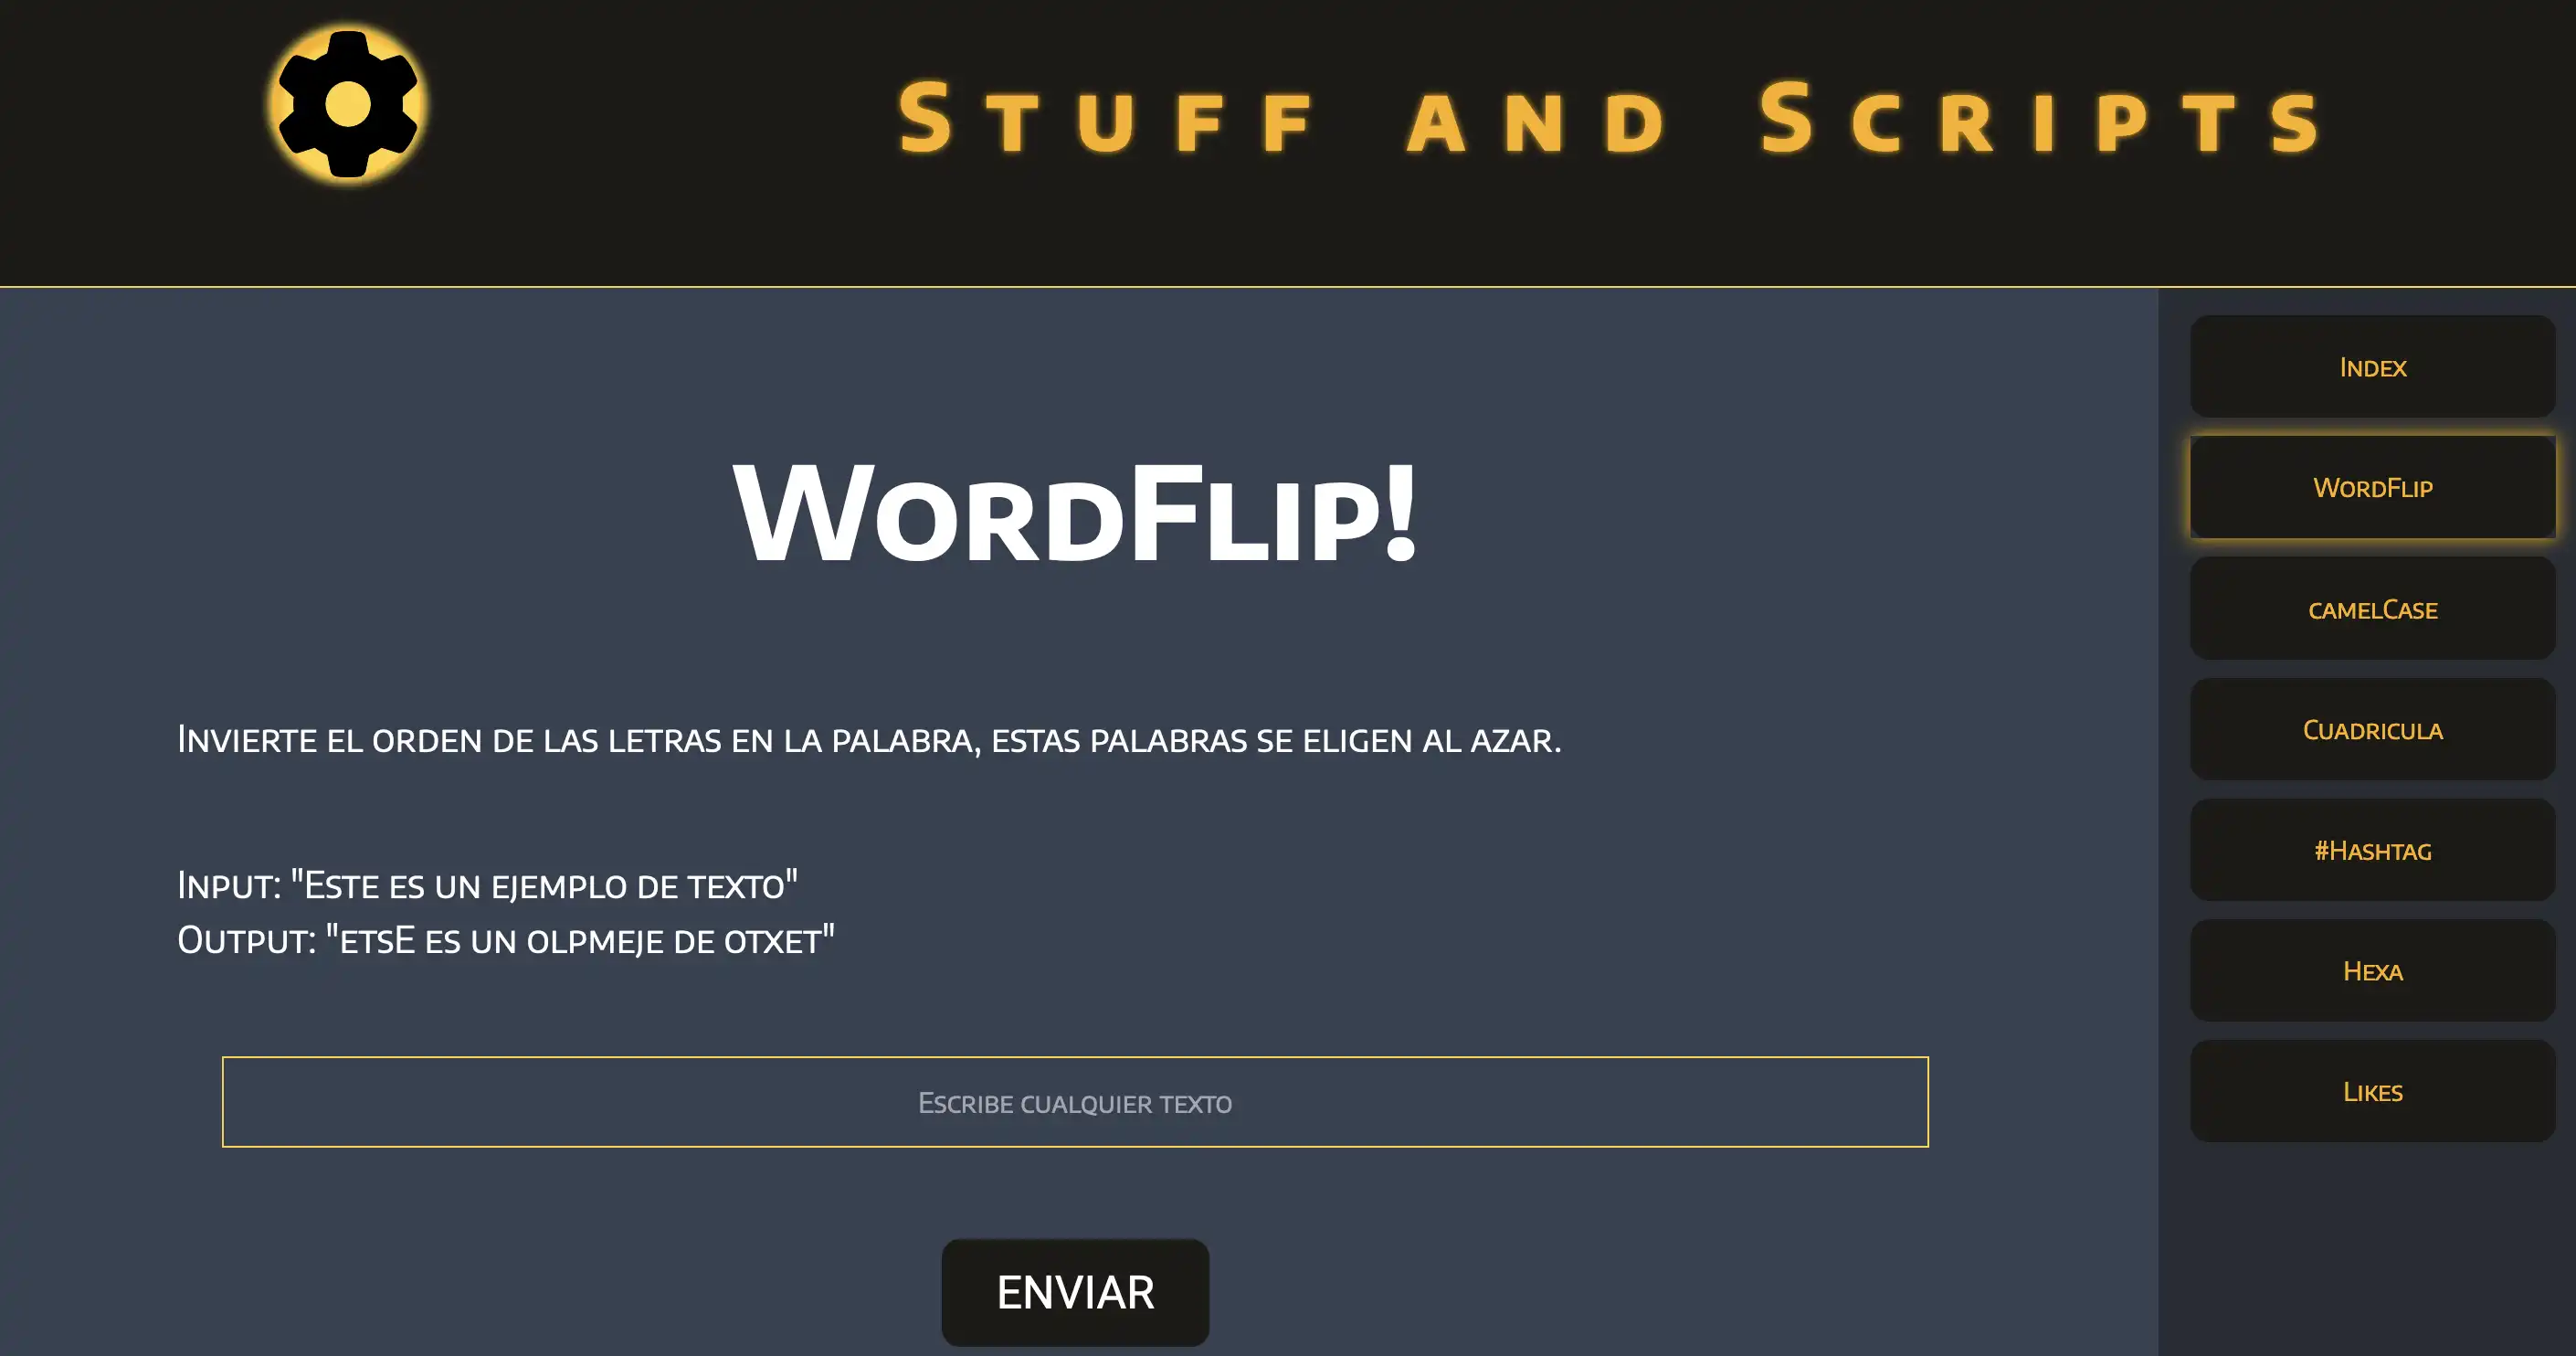 Stuff and Scripts
WordFlip!
Invierte el orden de las letras en la palabra, estas palabras se eligen al azar.
Input: "Este es un ejemplo de texto"
Output: "etsE es un olpmeje de otxet"
Escribe cualquier texto
ENVIAR
Index
WordFlip
camelCase
Cuadricula
#Hashtag
Hexa
Likes